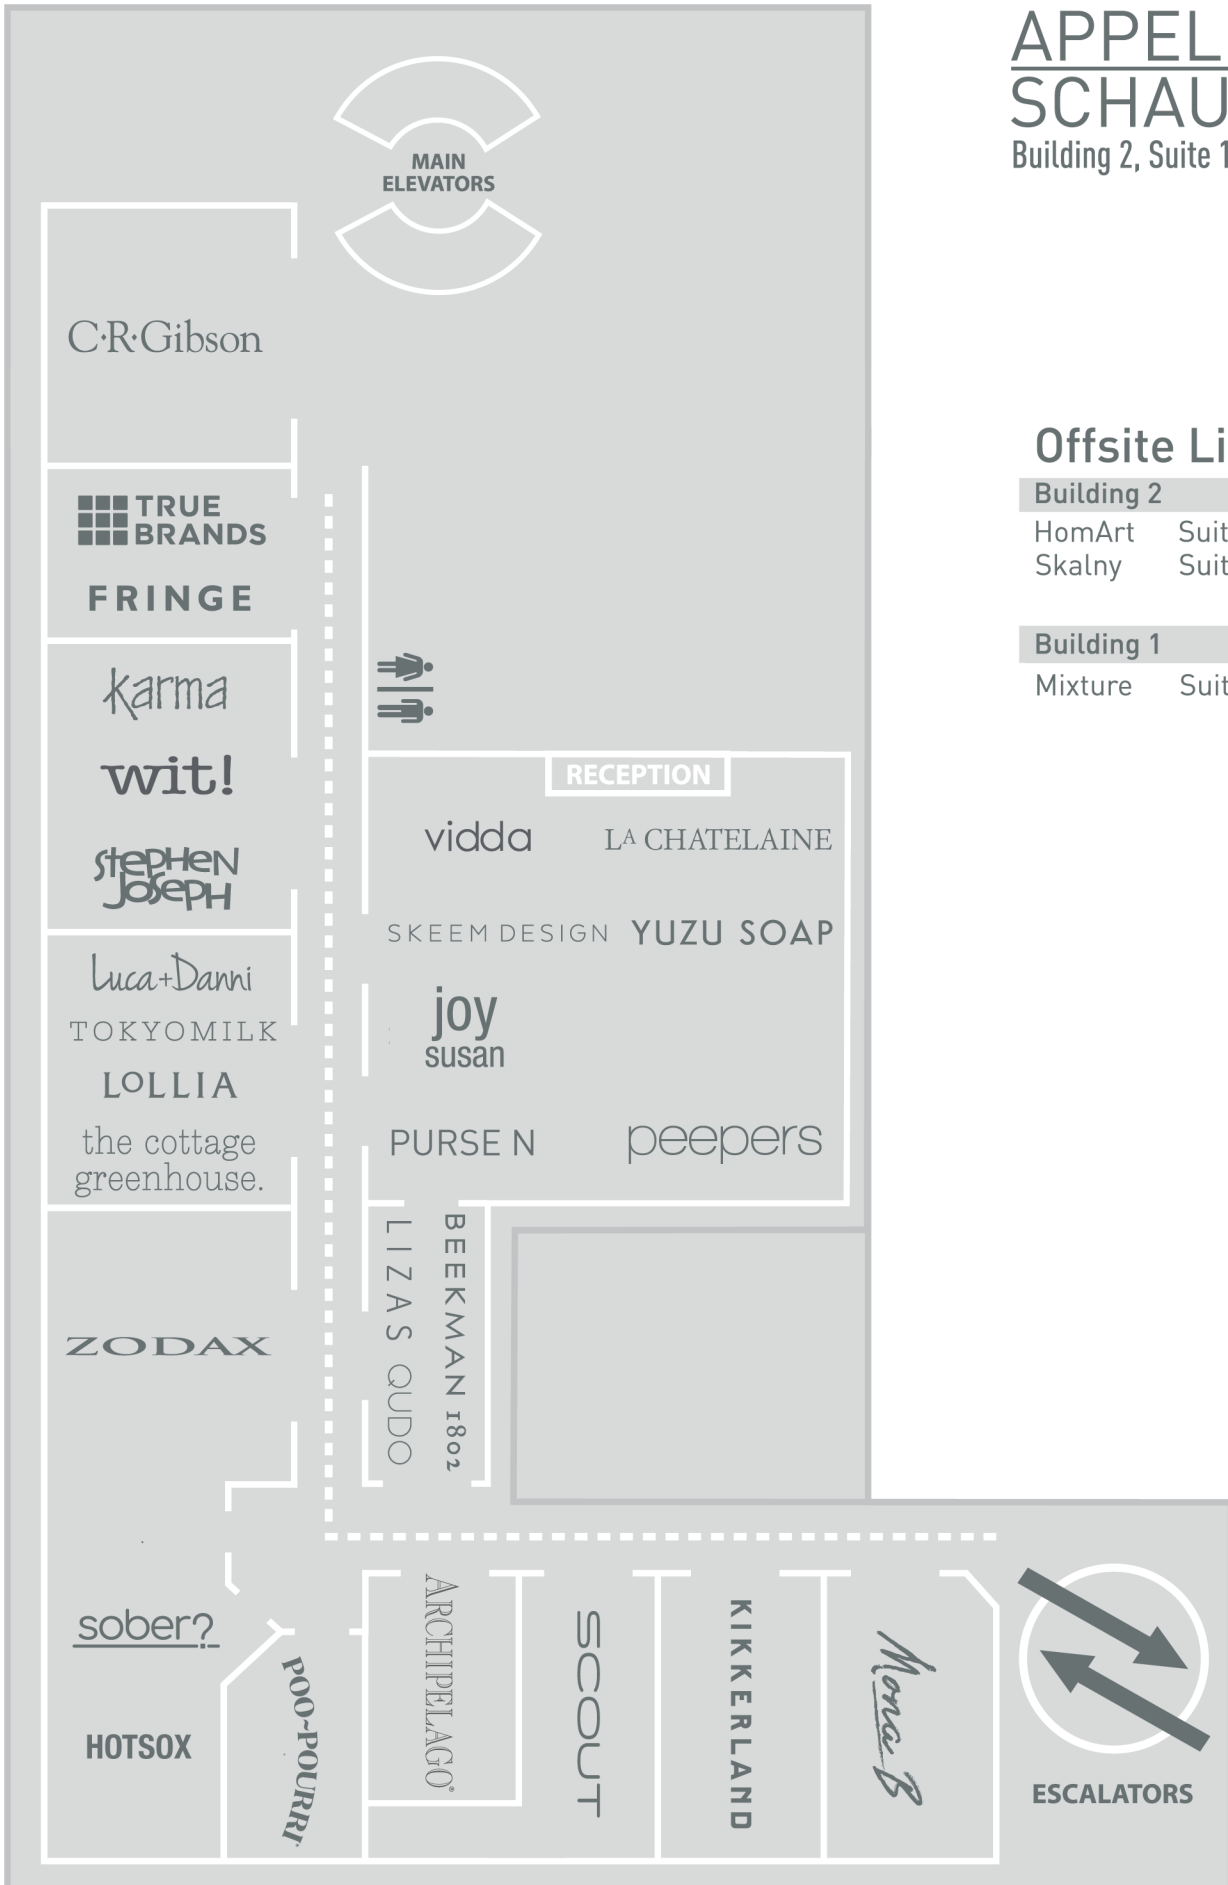 APPEL
SCHAU
Building 2, Suite 1
MAIN
ELEVATORS
C·R·Gibson
Offsite Li
Building 2
HomArt Suit
Skalny Suit
Building 1
Mixture Suit
TRUE
BRANDS
FRINGE
karma
wit!
STePHeN
JoSePH
RECEPTION
vidda
LA CHATELAINE
SKEEM DESIGN
YUZU SOAP
joy
susan
PURSE N
peepers
Luca+Danni
TOKYOMILK
LOLLIA
the cottage
greenhouse.
LIZAS QUDO
BEEKMAN 1802
ZODAX
sober?
HOTSOX
POO~POURRI
ARCHIPELAGO®
SCOUT
KIKKERLAND
Mona B
ESCALATORS